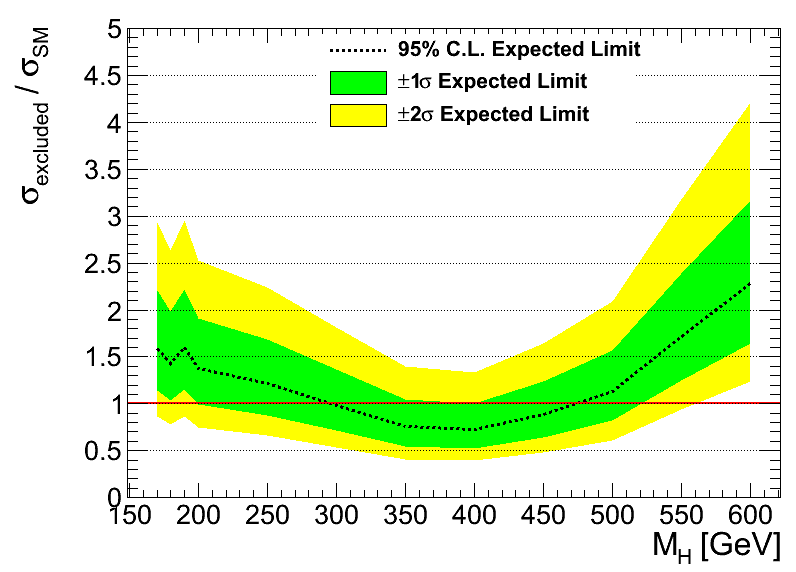 σexcluded / σSM
5
4.5
4
3.5
3
2.5
2
1.5
1
0.5
0
95% C.L. Expected Limit
±1σ Expected Limit
±2σ Expected Limit
150 200 250 300 350 400 450 500 550 600
MH [GeV]